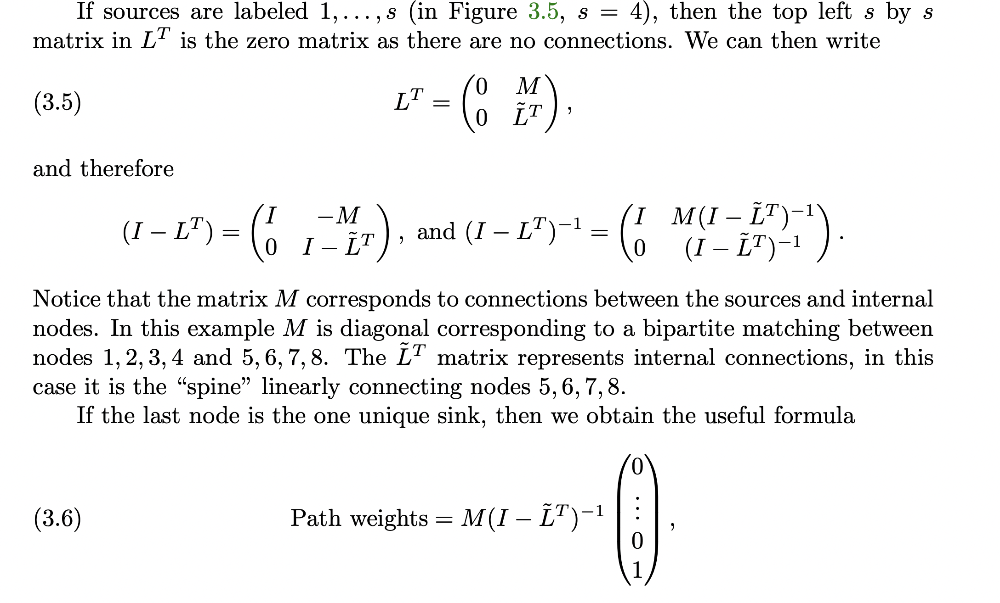 If sources are labeled 1, . . . , s (in Figure 3.5, s = 4), then the top left s by s
matrix in L^T is the zero matrix as there are no connections. We can then write
(3.5) L^T = \begin{pmatrix} 0 & M \\ 0 & \tilde{L}^T \end{pmatrix},
and therefore
(I − L^T) = \begin{pmatrix} I & −M \\ 0 & I − \tilde{L}^T \end{pmatrix}, and (I − L^T)^{−1} = \begin{pmatrix} I & M(I − \tilde{L}^T)^{−1} \\ 0 & (I − \tilde{L}^T)^{−1} \end{pmatrix}.
Notice that the matrix M corresponds to connections between the sources and internal
nodes. In this example M is diagonal corresponding to a bipartite matching between
nodes 1, 2, 3, 4 and 5, 6, 7, 8. The \tilde{L}^T matrix represents internal connections, in this
case it is the “spine” linearly connecting nodes 5, 6, 7, 8.
If the last node is the one unique sink, then we obtain the useful formula
(3.6) Path weights = M(I − \tilde{L}^T)^{−1} \begin{pmatrix} 0 \\ \vdots \\ 0 \\ 1 \end{pmatrix},